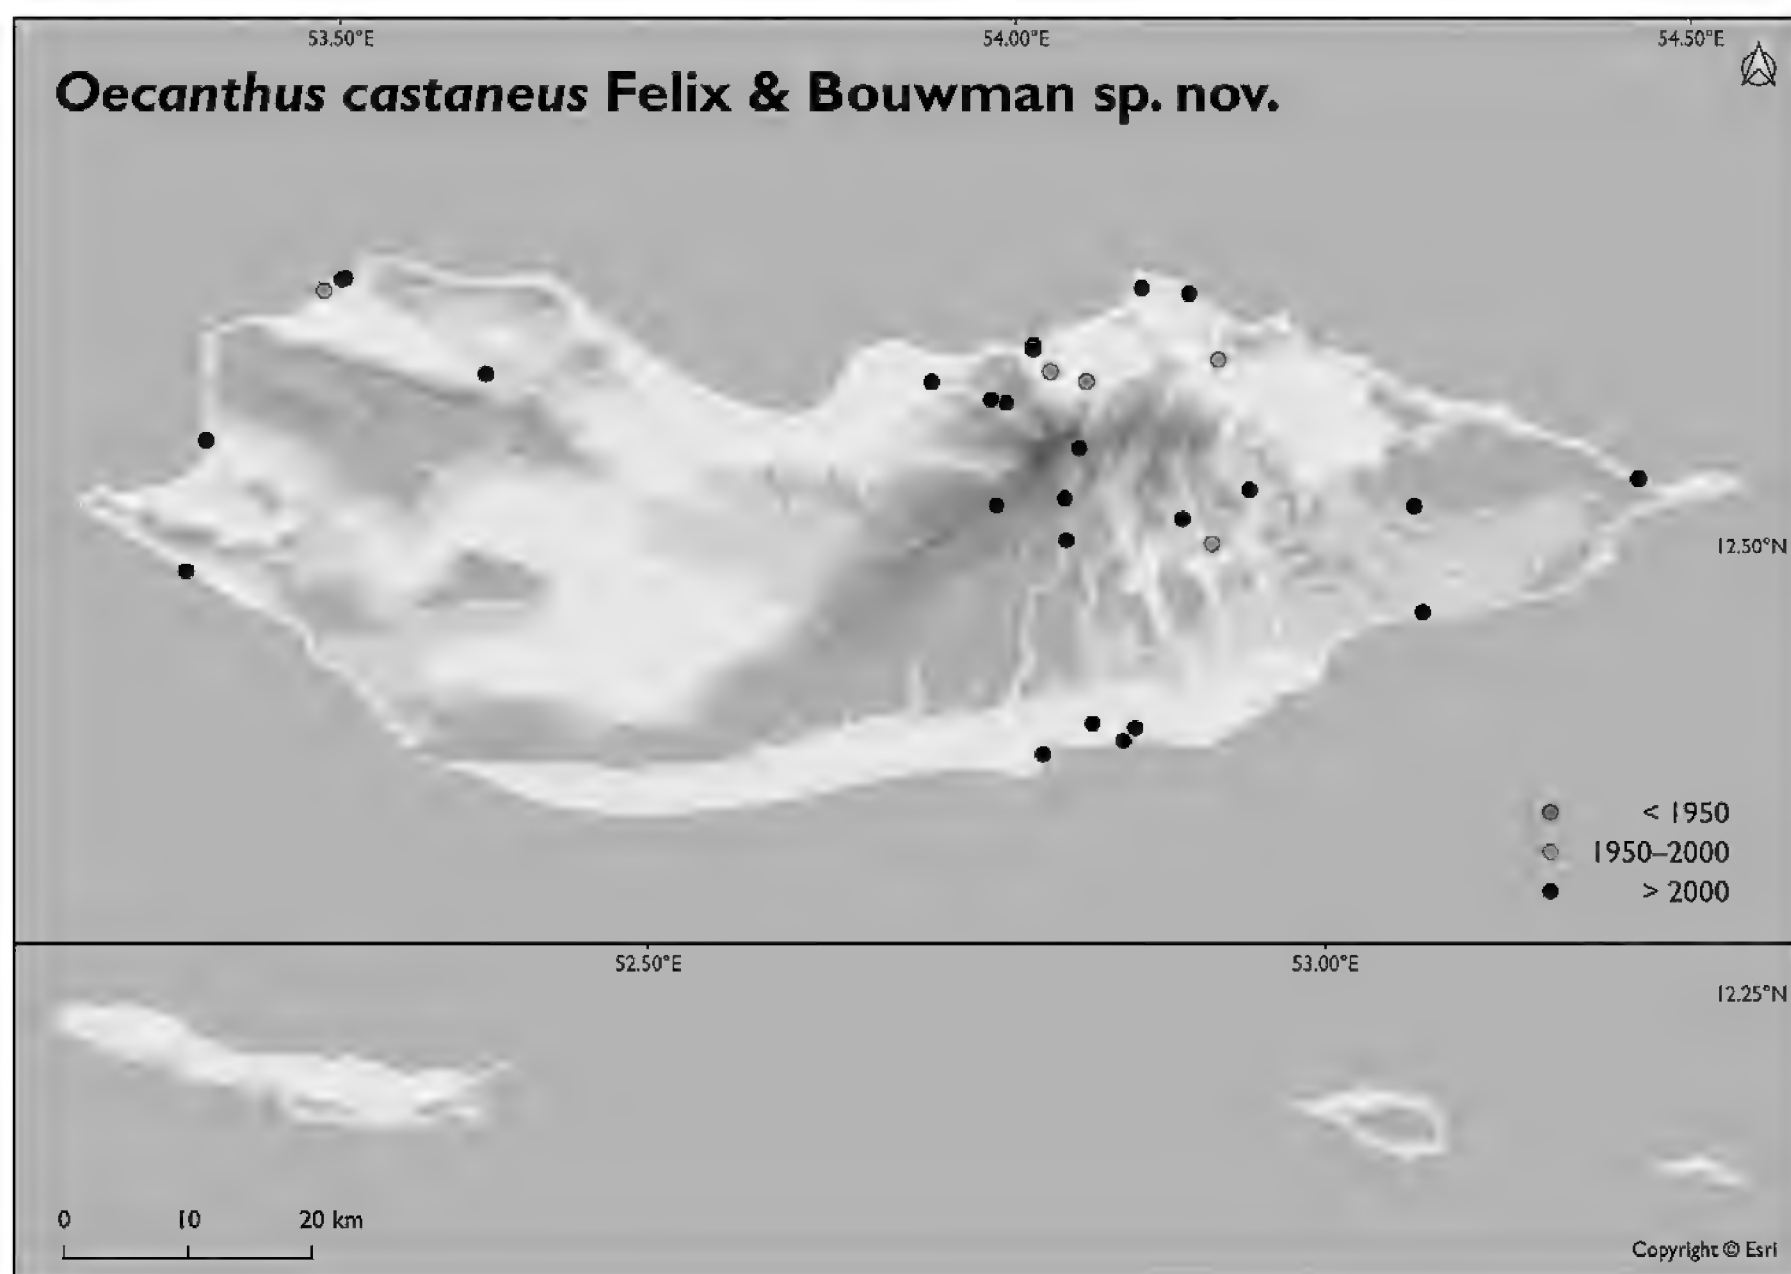 53.50°E 54.00°E 54.50°E
Oecanthus castaneus Felix & Bouwman sp. nov.
12.50°N
< 1950
1950–2000
> 2000
52.50°E 53.00°E
12.25°N
0 10 20 km
Copyright © Esri